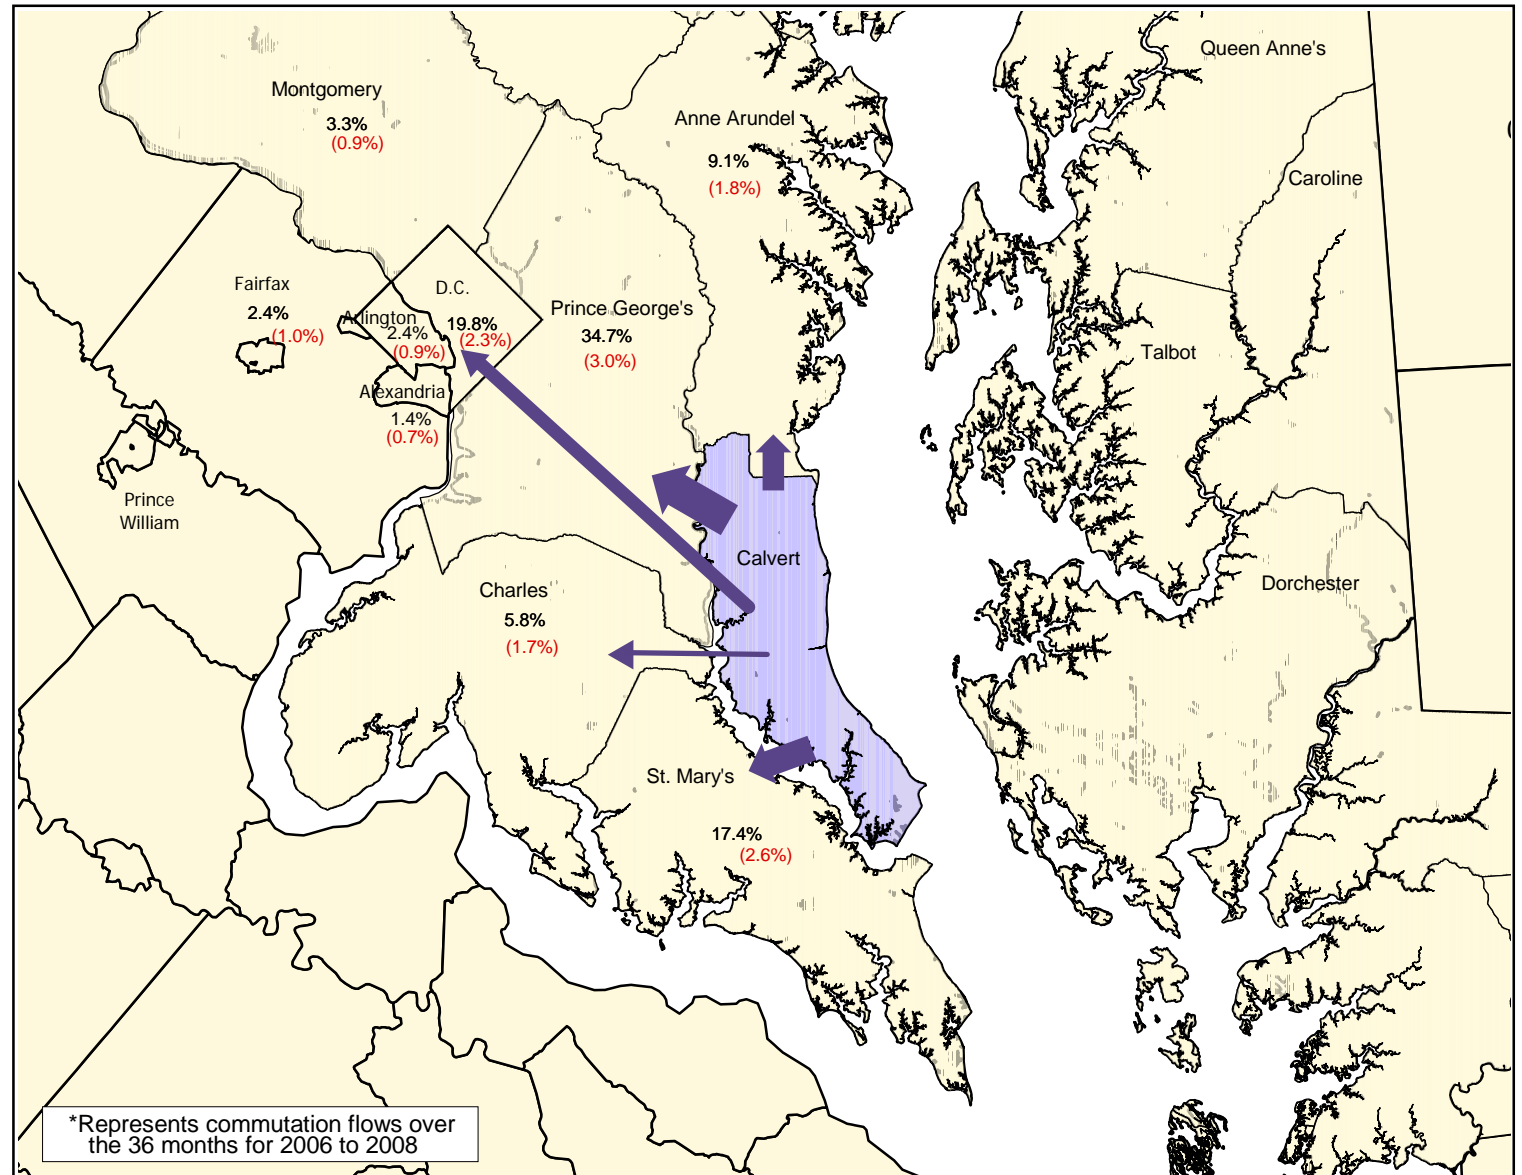 Queen Anne's
Montgomery
3.3%
(0.9%)
Anne Arundel
9.1%
(1.8%)
Caroline
Fairfax
2.4%
(1.0%)
D.C.
19.8%
(2.3%)
Arlington
2.4%
(0.9%)
Prince George's
34.7%
(3.0%)
Talbot
Alexandria
1.4%
(0.7%)
Prince
William
Calvert
Charles
5.8%
(1.7%)
Dorchester
St. Mary's
17.4%
(2.6%)
*Represents commutation flows over
the 36 months for 2006 to 2008